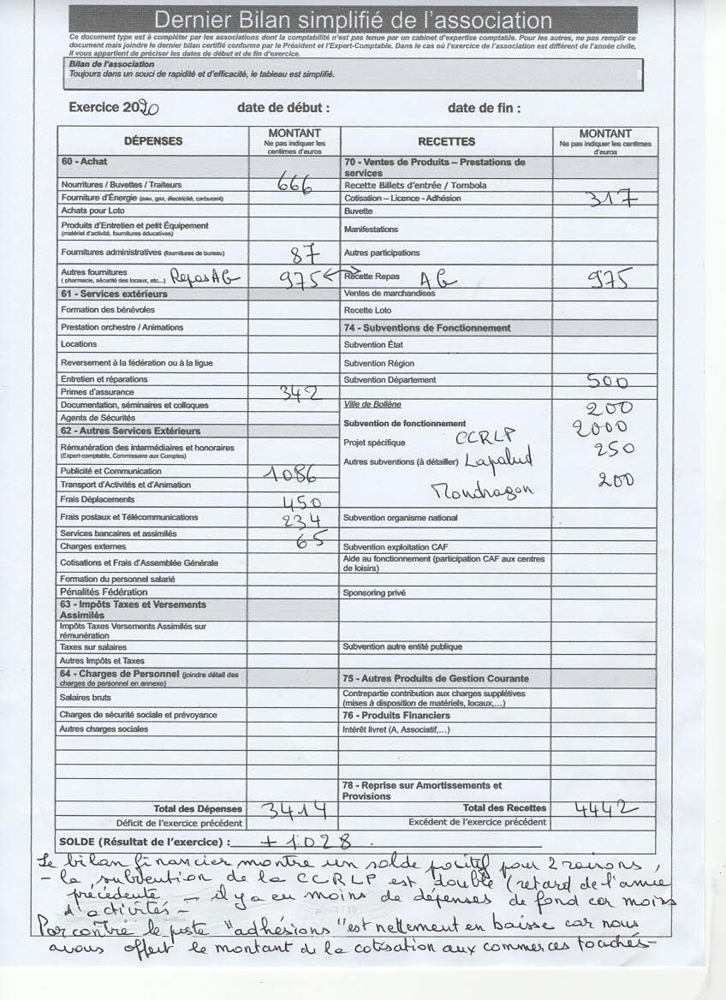 Dernier Bilan simplifié de l'association
Ce document type est à compléter par les associations dont la comptabilité n'est pas tenue par un cabinet d'expertise comptable. Pour les autres, ne pas remplir ce
document mais joindre le dernier bilan certifié conforme par le Président et l'Expert-Comptable. Dans le cas où l'exercice de l'association est différent de l'année civile,
il vous appartient de préciser les dates de début et de fin d'exercice.
Bilan de l'association
Toujours dans un souci de rapidité et d'efficacité, le tableau est simplifié.
Exercice 2020 date de début : date de fin :
DÉPENSES MONTANT Ne pas indiquer les centimes d'euros RECETTES MONTANT Ne pas indiquer les centimes d'euros
60 - Achat 70 - Ventes de Produits – Prestations de services
Nourritures / Buvettes / Traiteurs 666 Recette Billets d'entrée / Tombola
Fourniture d'Énergie (eau, gaz, électricité, carburant) Cotisation – Licence - Adhésion 317
Achats pour Loto Buvette
Produits d'Entretien et petit Équipement (matériel d'activité, fournitures éducatives) Manifestations
Fournitures administratives (fournitures de bureau) 87 Autres participations
Autres fournitures ( pharmacie, sécurité des locaux, etc...) Repas AG 975 Recette Repas AG 975
61 - Services extérieurs Ventes de marchandises
Formation des bénévoles Recette Loto
Prestation orchestre / Animations 74 - Subventions de Fonctionnement
Locations Subvention État
Reversement à la fédération ou à la ligue Subvention Région
Entretien et réparations Subvention Département 500
Primes d'assurance 342
Documentation, séminaires et colloques Ville de Bollène 200
Agents de Sécurités Subvention de fonctionnement 2000
62 - Autres Services Extérieurs
Rémunération des intermédiaires et honoraires (Expert-comptable, Commissaire aux Comptes) Projet spécifique CCRLP 250
Publicité et Communication 1086 Autres subventions (à détailler) Lapalud
Transport d'Activités et d'Animation Mondragon 200
Frais Déplacements 450
Frais postaux et Télécommunications 234 Subvention organisme national
Services bancaires et assimilés 65
Charges externes Subvention exploitation CAF
Cotisations et Frais d'Assemblée Générale Aide au fonctionnement (participation CAF aux centres de loisirs)
Formation du personnel salarié
Pénalités Fédération Sponsoring privé
63 - Impôts Taxes et Versements Assimilés
Impôts Taxes Versements Assimilés sur rémunération
Taxes sur salaires Subvention autre entité publique
Autres Impôts et Taxes
64 - Charges de Personnel (joindre détail des charges de personnel en annexe) 75 - Autres Produits de Gestion Courante
Salaires bruts Contrepartie contribution aux charges supplétives (mises à disposition de matériels, locaux,...)
Charges de sécurité sociale et prévoyance 76 - Produits Financiers
Autres charges sociales Intérêt livret (A, Associatif,...)
78 - Reprise sur Amortissements et Provisions
Total des Dépenses 3414 Total des Recettes 4442
Déficit de l'exercice précédent Excédent de l'exercice précédent
SOLDE (Résultat de l'exercice) : +1028.
Le bilan financier montre un solde positif pour 2 raisons,
- la subvention de la CCRLP est double (retard de l'année
précédente - il y a eu moins de dépenses de fond car moins
d'activités -
Par contre le poste "adhésions" est nettement en baisse car nous
avons offert le montant de la cotisation aux commerces touchés-